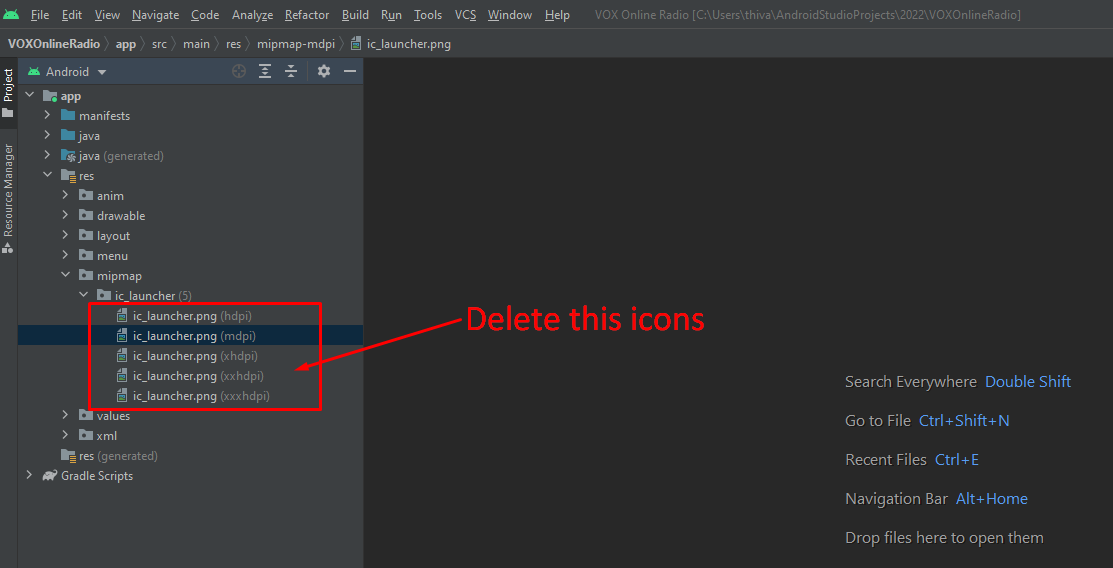 File Edit View Navigate Code Analyze Refactor Build Run Tools VCS Window Help VOX Online Radio [C:\Users\thiva\AndroidStudioProjects\2022\VOXOnlineRadio]
VOXOnlineRadio app src main res mipmap-mdpi ic_launcher.png
Project
Resource Manager
Android
app
manifests
java
java (generated)
res
anim
drawable
layout
menu
mipmap
ic_launcher (5)
ic_launcher.png (hdpi)
ic_launcher.png (mdpi)
ic_launcher.png (xhdpi)
ic_launcher.png (xxhdpi)
ic_launcher.png (xxxhdpi)
values
xml
res (generated)
Gradle Scripts
Delete this icons
Search Everywhere Double Shift
Go to File Ctrl+Shift+N
Recent Files Ctrl+E
Navigation Bar Alt+Home
Drop files here to open them